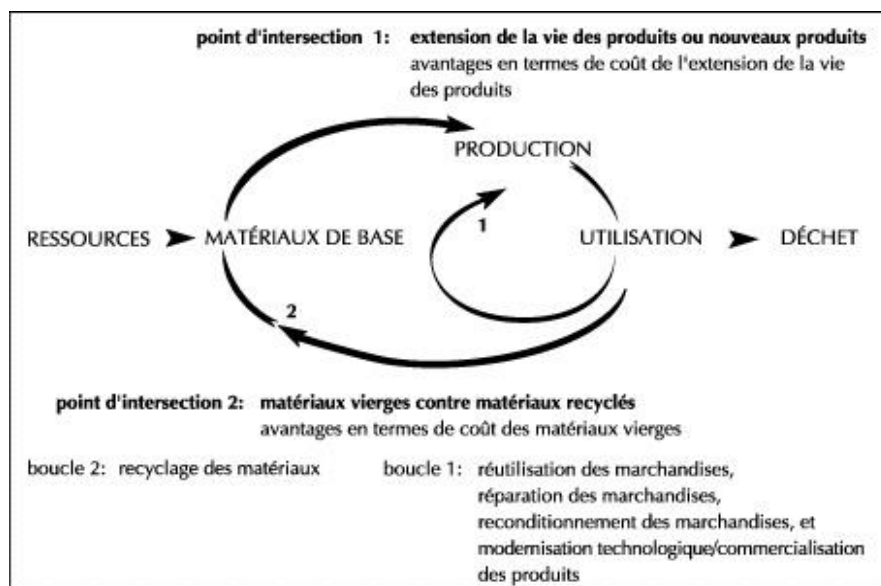 point d'intersection 1: extension de la vie des produits ou nouveaux produits
avantages en termes de coût de l'extension de la vie
des produits
PRODUCTION
1
RESSOURCES MATÉRIAUX DE BASE UTILISATION DÉCHET
2
point d'intersection 2: matériaux vierges contre matériaux recyclés
avantages en termes de coût des matériaux vierges
boucle 2: recyclage des matériaux
boucle 1: réutilisation des marchandises,
réparation des marchandises,
reconditionnement des marchandises, et
modernisation technologique/commercialisation
des produits